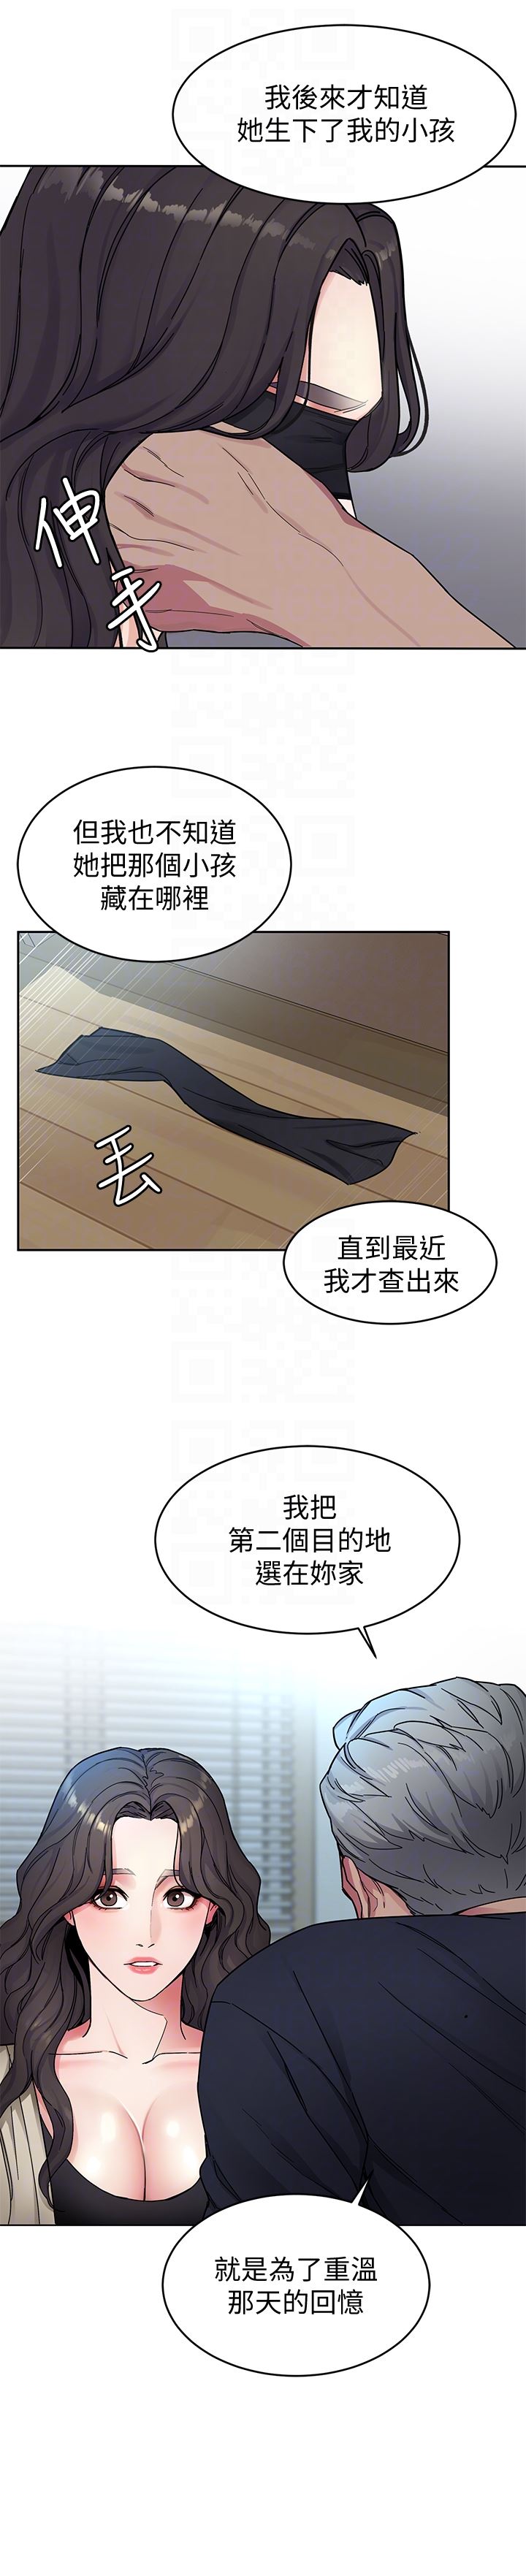 我後來才知道
她生下了我的小孩
伸
手
但我也不知道
她把那個小孩
藏在哪裡
丟
直到最近
我才查出來
我把
第二個目的地
選在妳家
就是為了重溫
那天的回憶